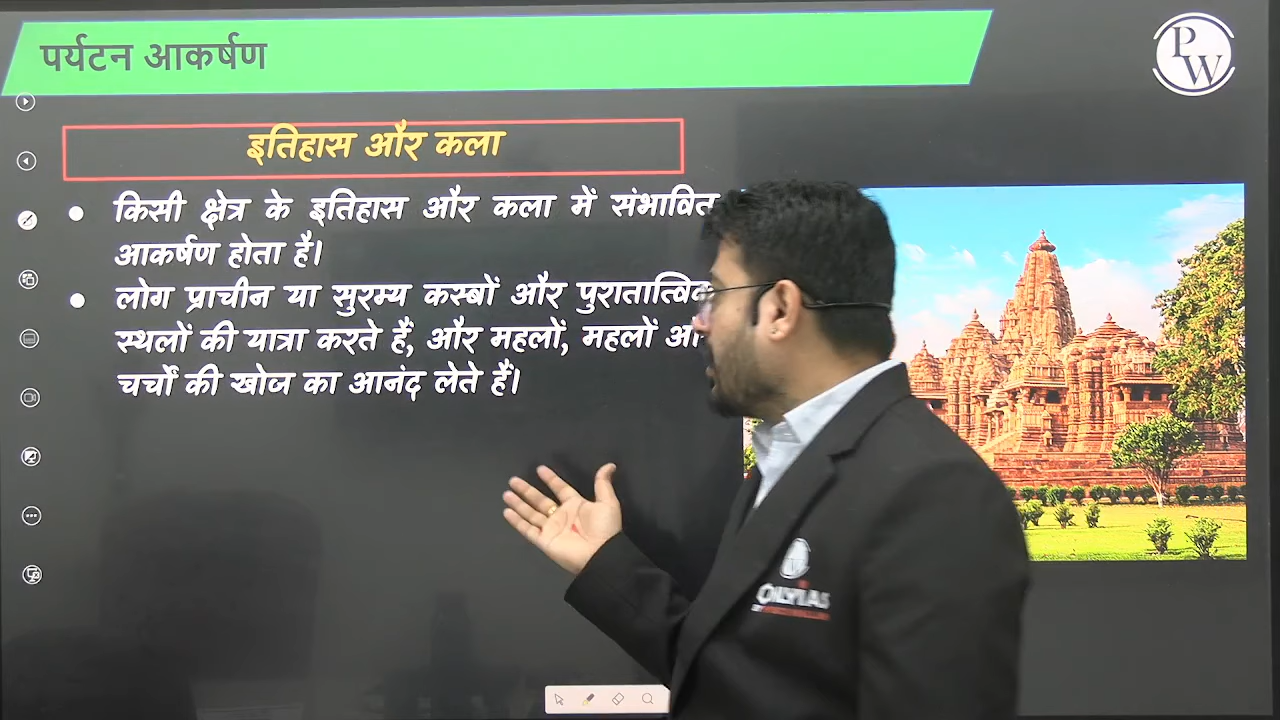 पर्यटन आकर्षण
PW
इतिहास और कला
किसी क्षेत्र के इतिहास और कला में संभावित
आकर्षण होता है।
लोग प्राचीन या सुरम्य कस्बों और पुरातात्विक
स्थलों की यात्रा करते हैं, और महलों, महलों
चर्चों की खोज का आनंद लेते हैं।
ONLYIAS